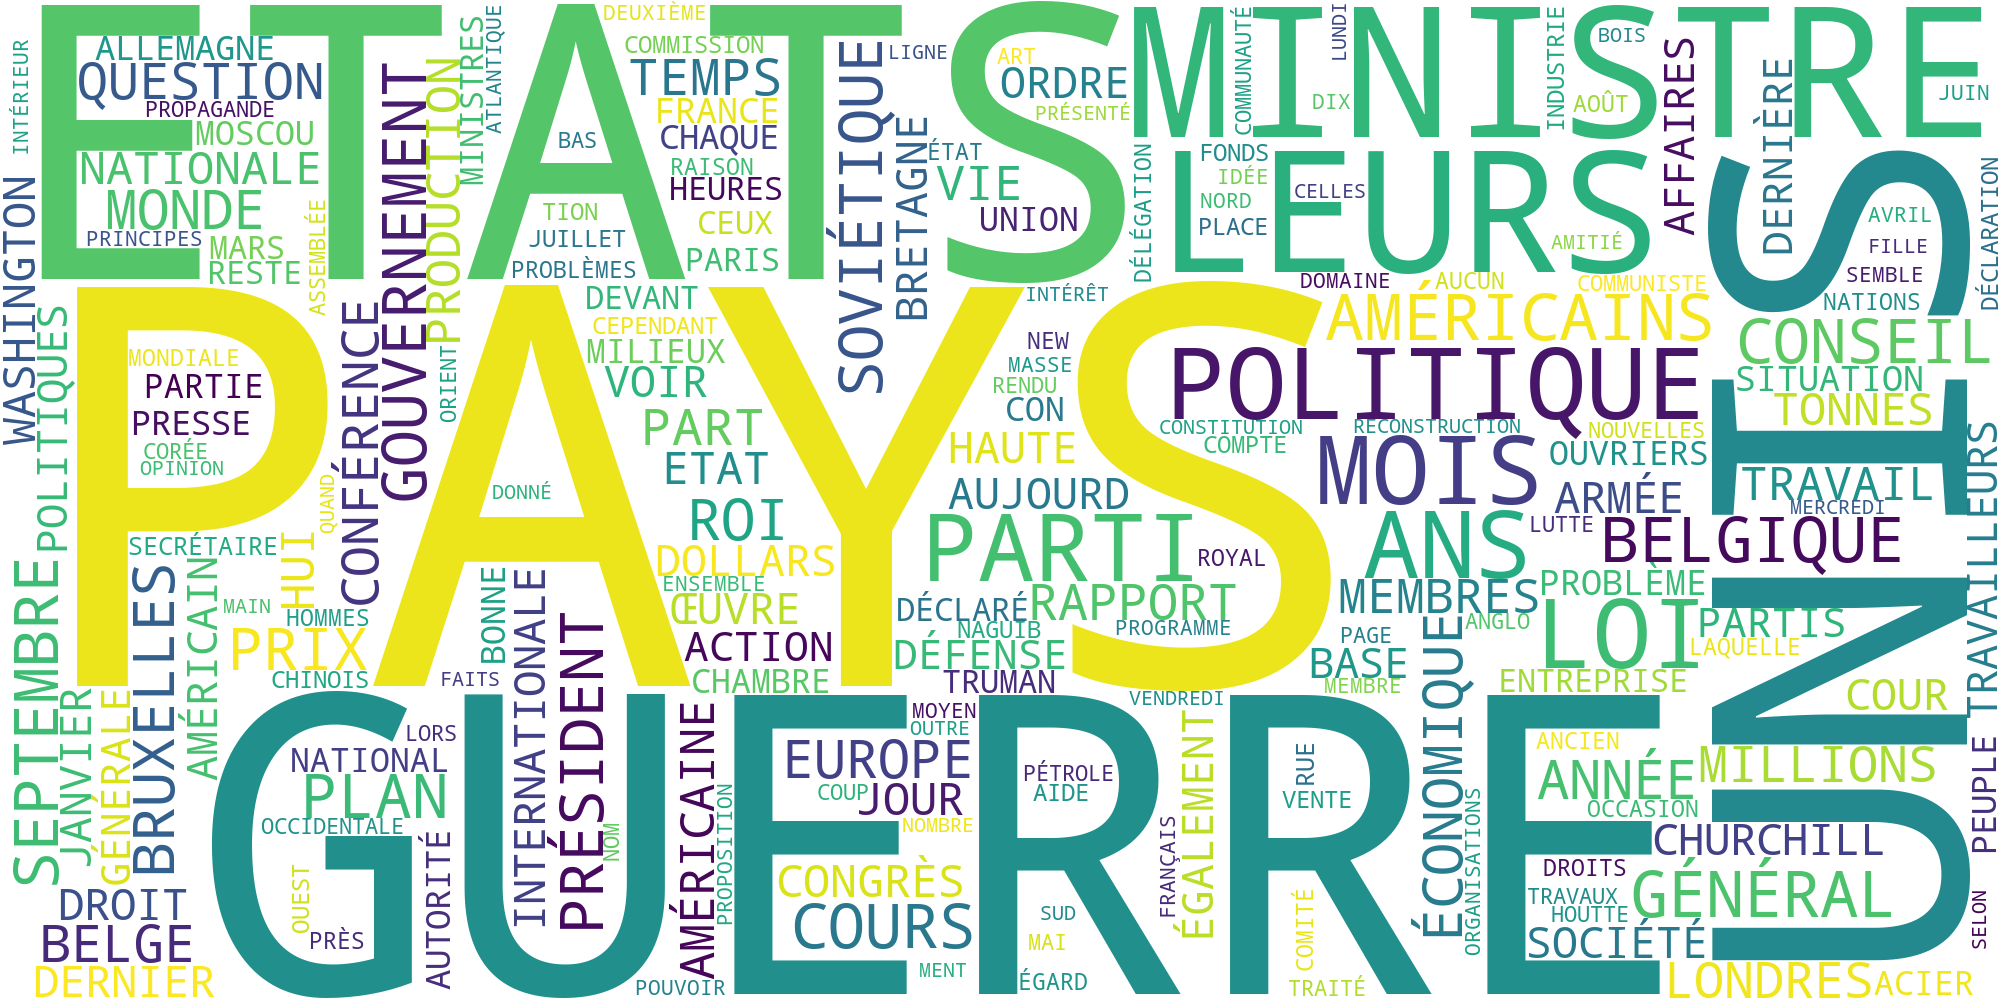 ETATS
MINISTRE
LEURS
PAYS
UNIS
GUERRE
DEUXIÈME
ALLEMAGNE
QUESTION
PROPAGANDE
MOSCOU
NATIONALE
MONDE
PRINCIPES
MARS
RESTE
INTÉRIEUR
WASHINGTON
POLITIQUES
ASSEMBLÉE
GOUVERNEMENT
PRODUCTION
MINISTRES
ATLANTIQUE
COMMISSION
TEMPS
FRANCE
CHAQUE
RAISON
HEURES
CEUX
PARIS
BAS
TION
JUILLET
PROBLÈMES
DEVANT
CEPENDANT
MILIEUX
VOIR
PART
ETAT
ROI
DOLLARS
ENSEMBLE
ŒUVRE
ACTION
CHAMBRE
SOVIÉTIQUE
BRETAGNE
LIGNE
ART
ORDRE
PRÉSENTÉ
ÉTAT
VIE
UNION
INTÉRÊT
DÉLÉGATION
COMMUNAUTÉ
LUNDI
DIX
INDUSTRIE
BOIS
AOÛT
AFFAIRES
DERNIÈRE
JUIN
FONDS
IDÉE
NORD
PLACE
CELLES
AMITIÉ
AVRIL
FILLE
SEMBLE
NATIONS
DÉCLARATION
DOMAINE
AUCUN
COMMUNISTE
AMÉRICAINS
POLITIQUE
CONSEIL
SITUATION
TONNES
CONSTITUTION
COMPTE
RECONSTRUCTION
NOUVELLES
MOIS
OUVRIERS
ARMÉE
TRAVAIL
MERCREDI
TRAVAILLEURS
LUTTE
BELGIQUE
ANS
ROYAL
MEMBRES
PROBLÈME
LOI
PARTIS
LAQUELLE
ANGLO
NEW
MASSE
RENDU
CON
HAUTE
AUJOURD
PARTI
RAPPORT
DÉCLARÉ
NAGUIB
DÉFENSE
TRUMAN
PROGRAMME
PAGE
BASE
MEMBRE
VENDREDI
ENTREPRISE
COUR
MONDIALE
PARTIE
PRESSE
CORÉE
OPINION
ORIENT
CONFÉRENCE
QUAND
HUI
SECRÉTAIRE
DONNÉ
SEPTEMBRE
BRUXELLES
AMÉRICAIN
MAIN
HOMMES
PRIX
CHINOIS
BONNE
INTERNATIONALE
PRÉSIDENT
FAITS
JANVIER
GÉNÉRALE
NATIONAL
LORS
PLAN
OCCIDENTALE
NOM
OUEST
PRÈS
AUTORITÉ
DROIT
BELGE
DERNIER
AMÉRICAINE
PROPOSITION
POUVOIR
MOYEN
OUTRE
EUROPE
COUP
JOUR
NOMBRE
CONGRÈS
COURS
MENT
PÉTROLE
AIDE
SUD
MAI
ÉGARD
FRANÇAIS
ÉGALEMENT
VENTE
RUE
COMITÉ
TRAITÉ
ÉCONOMIQUE
ORGANISATIONS
ANCIEN
ANNÉE
MILLIONS
OCCASION
CHURCHILL
DROITS
TRAVAUX
HOUTTE
GÉNÉRAL
SOCIÉTÉ
LONDRES
ACIER
PEUPLE
SELON